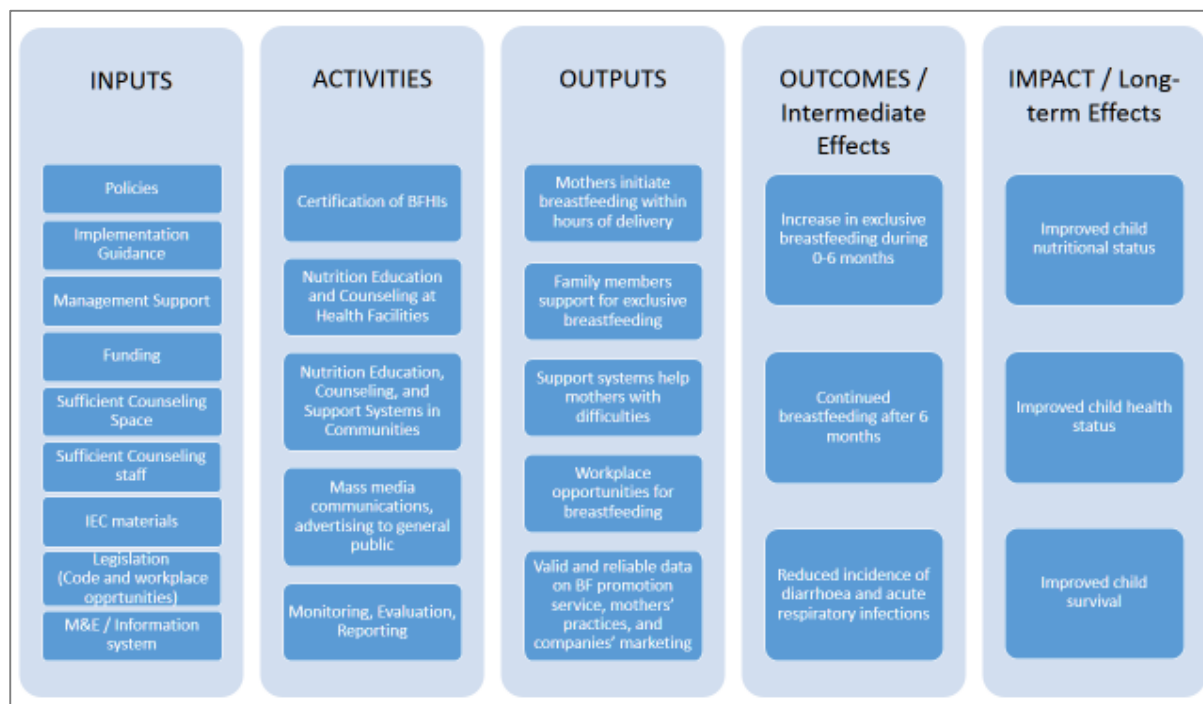 INPUTS
Policies
Implementation
Guidance
Management Support
Funding
Sufficient Counseling
Space
Sufficient Counseling
staff
IEC materials
Legislation
(Code and workplace
opprtunities)
M&E / Information
system
ACTIVITIES
Certification of BFHIs
Nutrition Education
and Counseling at
Health Facilities
Nutrition Education,
Counseling, and
Support Systems in
Communities
Mass media
communications,
advertising to general
public
Monitoring, Evaluation,
Reporting
OUTPUTS
Mothers initiate
breastfeeding within
hours of delivery
Family members
support for exclusive
breastfeeding
Support systems help
mothers with
difficulties
Workplace
opportunities for
breastfeeding
Valid and reliable data
on BF promotion
service, mothers’
practices, and
companies’ marketing
OUTCOMES /
Intermediate
Effects
Increase in exclusive
breastfeeding during
0-6 months
Continued
breastfeeding after 6
months
Reduced incidence of
diarrhoea and acute
respiratory infections
IMPACT / Long-
term Effects
Improved child
nutritional status
Improved child health
status
Improved child
survival